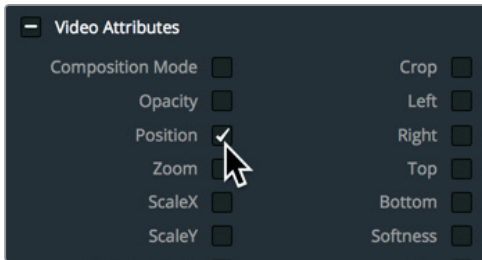 Video Attributes
Composition Mode Crop
Opacity Left
Position Right
Zoom Top
ScaleX Bottom
ScaleY Softness